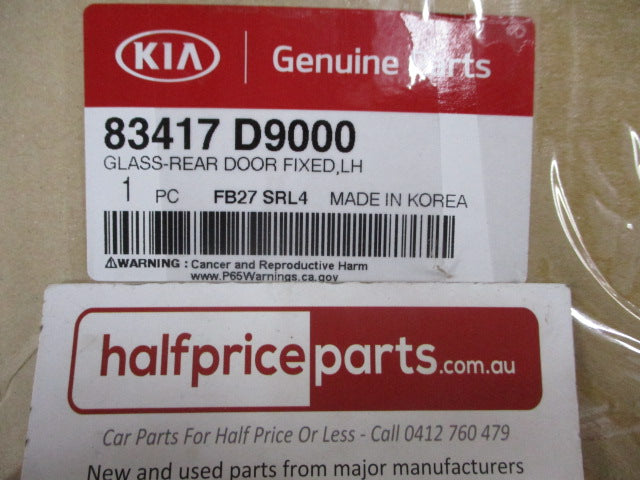 KIA Genuine Parts
83417 D9000
GLASS-REAR DOOR FIXED,LH
1 PC FB27 SRL4 MADE IN KOREA
⚠WARNING : Cancer and Reproductive Harm
www.P65Warnings.ca.gov
halfpriceparts.com.au
Car Parts For Half Price Or Less - Call 0412 760 479
New and used parts from major manufacturers